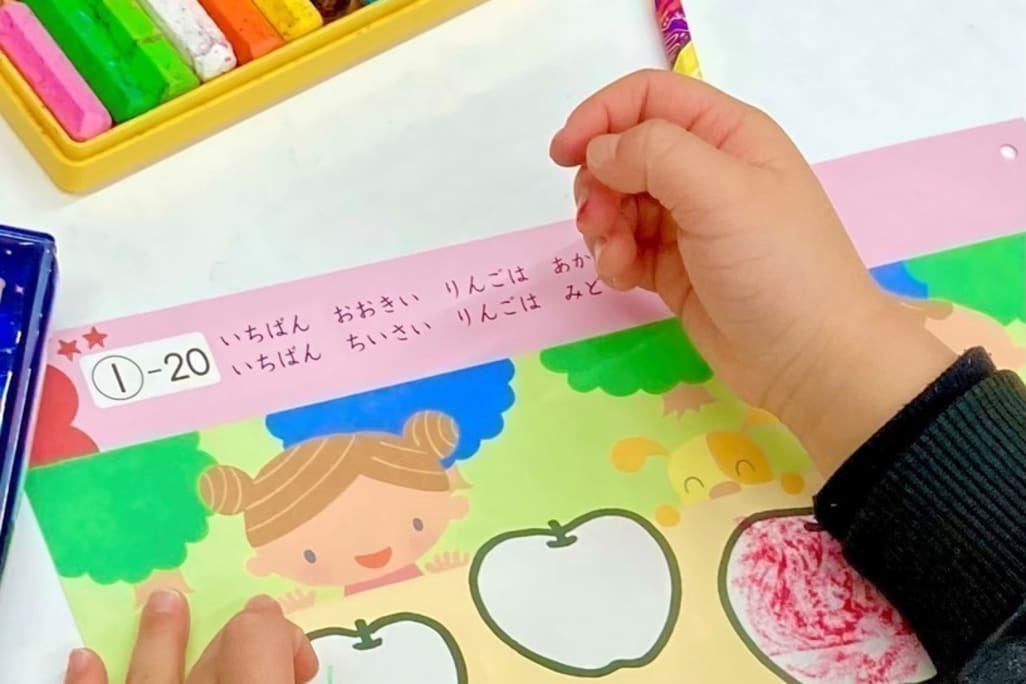 ①-20
いちばん おおきい りんごは あか
いちばん ちいさい りんごは みど